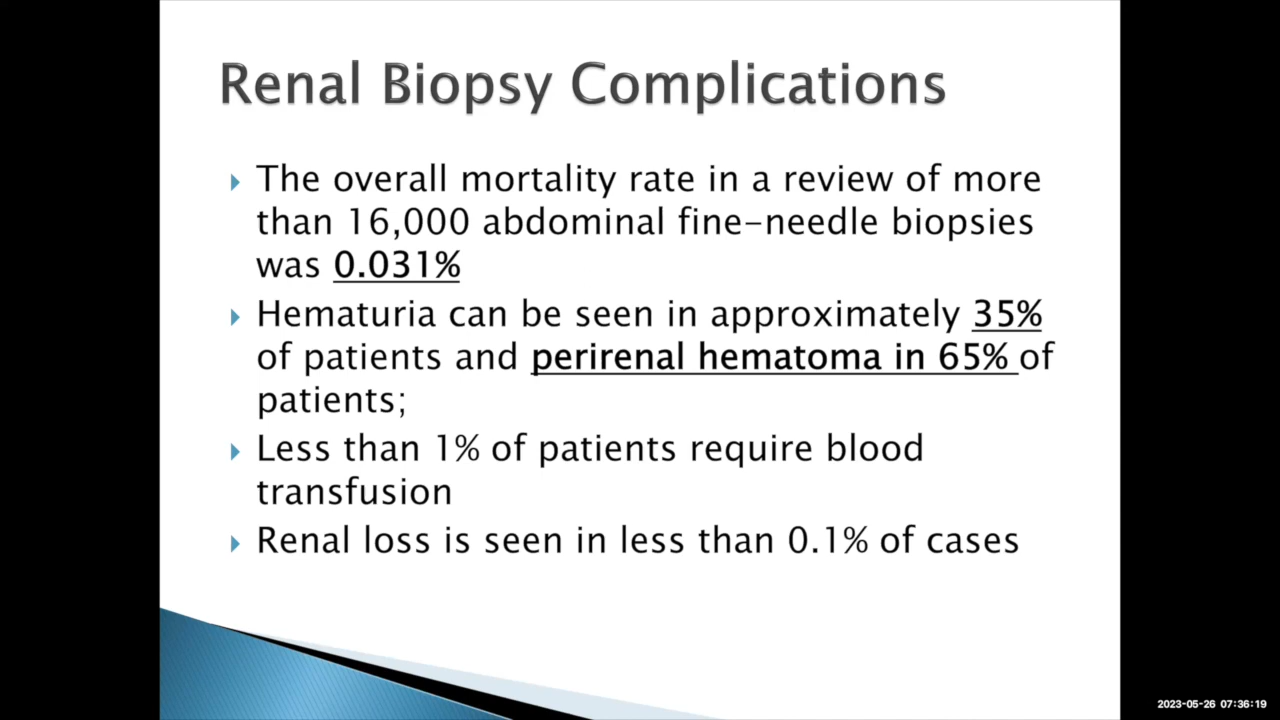 Renal Biopsy Complications
The overall mortality rate in a review of more
than 16,000 abdominal fine-needle biopsies
was 0.031%
Hematuria can be seen in approximately 35%
of patients and perirenal hematoma in 65% of
patients;
Less than 1% of patients require blood
transfusion
Renal loss is seen in less than 0.1% of cases
2023-05-26 07:36:19